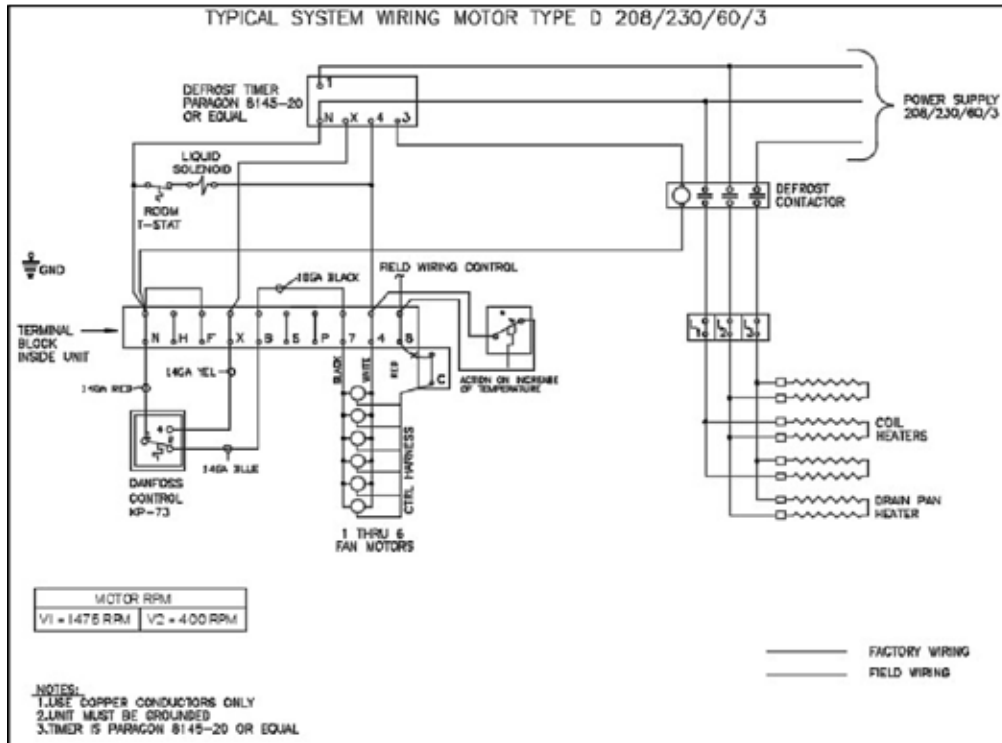 TYPICAL SYSTEM WIRING MOTOR TYPE D 208/230/60/3
DEFROST TIMER
PARAGON 8145-20
OR EQUAL
1
N X 4 3
POWER SUPPLY
208/230/60/3
LIQUID
SOLENOID
ROOM
T-STAT
DEFROST
CONTACTOR
GND
18GA BLACK
FIELD WIRING CONTROL
TERMINAL
BLOCK
INSIDE UNIT
N H F X B S P 7 4 8
BLACK
WHITE
RED
C
ACTION ON INCREASE
OF TEMPERATURE
14GA RED
14GA YEL
4
14GA BLUE
DANFOSS
CONTROL
KP-73
CTRL HARNESS
1 THRU 6
FAN MOTORS
COIL
HEATERS
DRAIN PAN
HEATER
MOTOR RPM
V1 = 1475 RPM
V2 = 400 RPM
FACTORY WIRING
FIELD WIRING
NOTES:
1.USE COPPER CONDUCTORS ONLY
2.UNIT MUST BE GROUNDED
3.TIMER IS PARAGON 8145-20 OR EQUAL